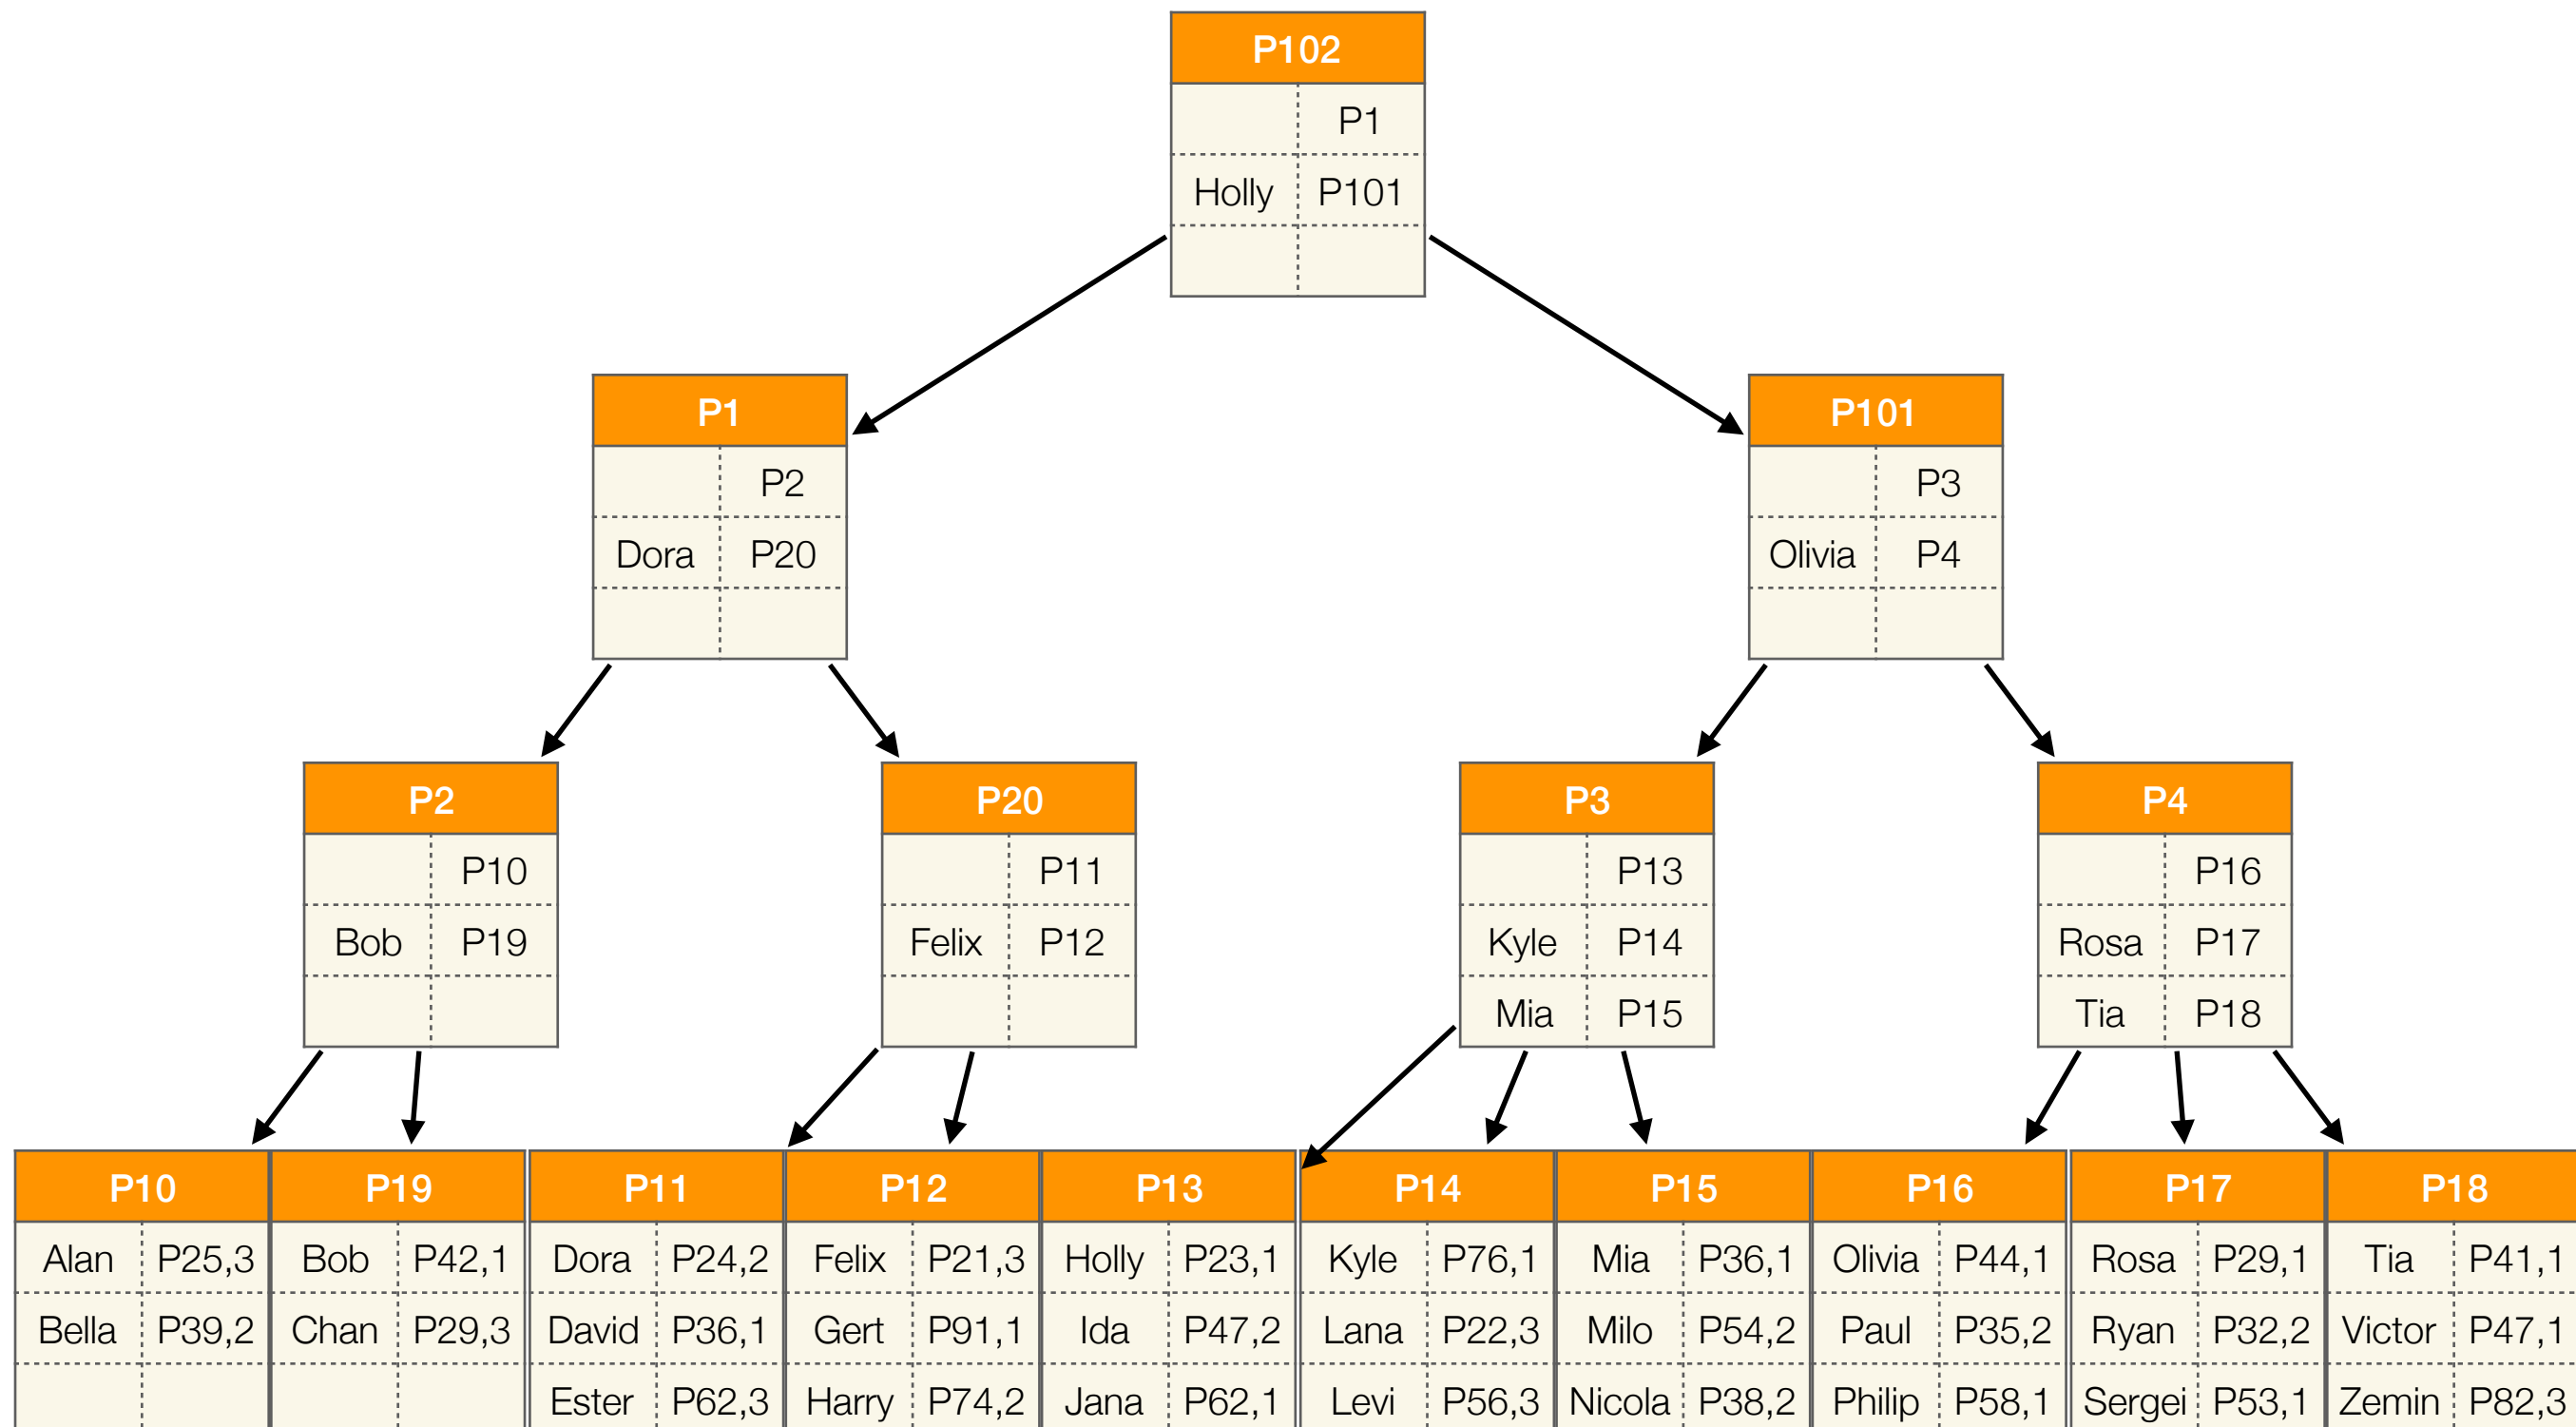 P102
P1
Holly P101
P1 P101
P2 P3
Dora P20 Olivia P4
P2 P20 P3 P4
P10 P11 P13 P16
Bob P19 Felix P12 Kyle P14 Rosa P17
Mia P15 Tia P18
P10 P19 P11 P12 P13 P14 P15 P16 P17 P18
Alan P25,3 Bob P42,1 Dora P24,2 Felix P21,3 Holly P23,1 Kyle P76,1 Mia P36,1 Olivia P44,1 Rosa P29,1 Tia P41,1
Bella P39,2 Chan P29,3 David P36,1 Gert P91,1 Ida P47,2 Lana P22,3 Milo P54,2 Paul P35,2 Ryan P32,2 Victor P47,1
Ester P62,3 Harry P74,2 Jana P62,1 Levi P56,3 Nicola P38,2 Philip P58,1 Sergei P53,1 Zemin P82,3